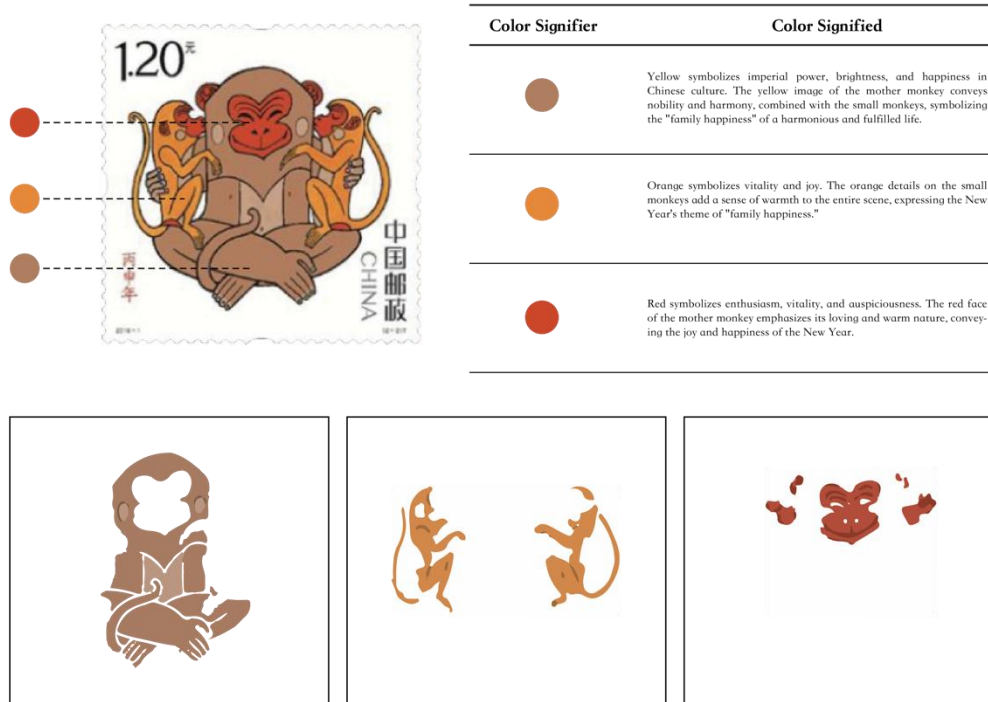 1.20元
丙申年
中国邮政
CHINA
Color Signifier
Color Signified
Yellow symbolizes imperial power, brightness, and happiness in
Chinese culture. The yellow image of the mother monkey conveys
nobility and harmony, combined with the small monkeys, symbolizing
the "family happiness" of a harmonious and fulfilled life.
Orange symbolizes vitality and joy. The orange details on the small
monkeys add a sense of warmth to the entire scene, expressing the New
Year's theme of "family happiness."
Red symbolizes enthusiasm, vitality, and auspiciousness. The red face
of the mother monkey emphasizes its loving and warm nature, convey-
ing the joy and happiness of the New Year.